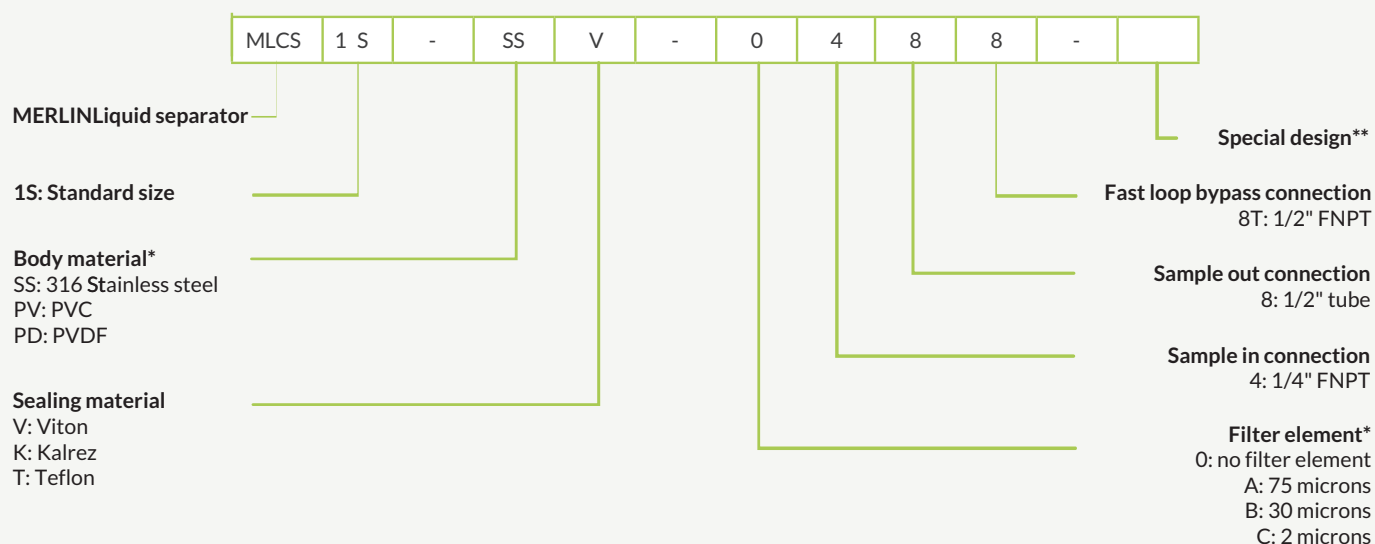 MLCS 1 S - SS V - 0 4 8 8 -
MERLINLiquid separator
1S: Standard size
Body material*
SS: 316 Stainless steel
PV: PVC
PD: PVDF
Sealing material
V: Viton
K: Kalrez
T: Teflon
Special design**
Fast loop bypass connection
8T: 1/2" FNPT
Sample out connection
8: 1/2" tube
Sample in connection
4: 1/4" FNPT
Filter element*
0: no filter element
A: 75 microns
B: 30 microns
C: 2 microns